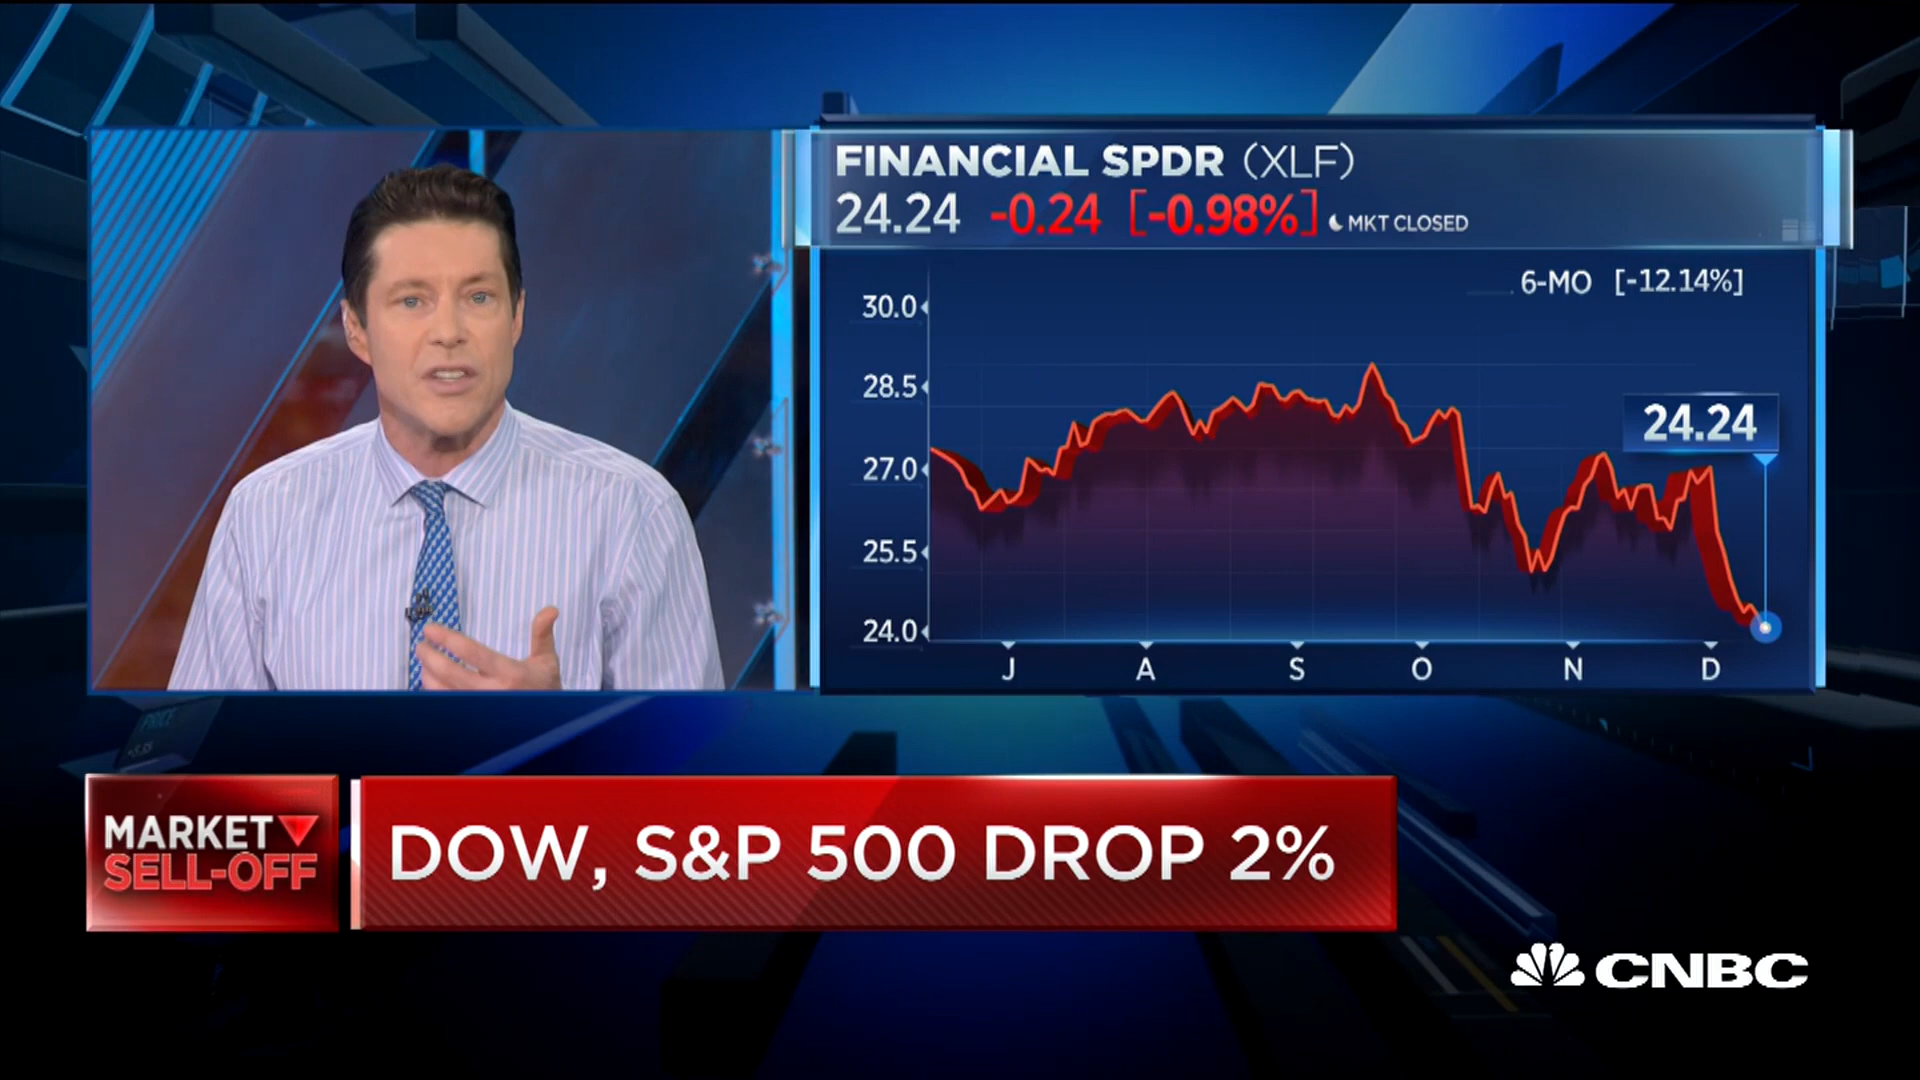 FINANCIAL SPDR (XLF)
24.24 -0.24 [-0.98%] MKT CLOSED
6-MO [-12.14%]
30.0
28.5
27.0
25.5
24.0
24.24
J A S O N D
PRICE
MARKET
SELL-OFF
DOW, S&P 500 DROP 2%
CNBC